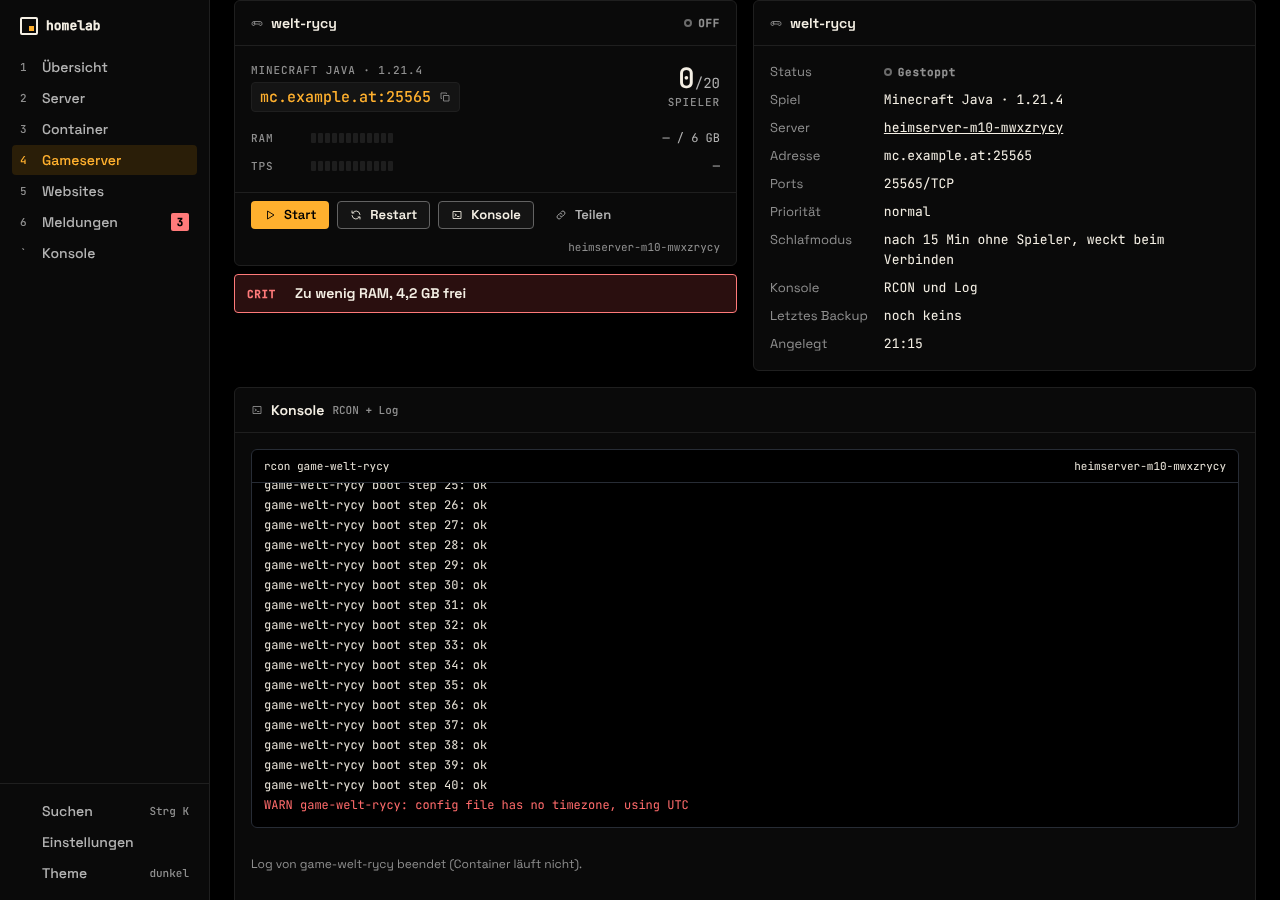 homelab
1 Übersicht
2 Server
3 Container
4 Gameserver
5 Websites
6 Meldungen 3
` Konsole
Suchen Strg K
Einstellungen
Theme dunkel
welt-rycy OFF
MINECRAFT JAVA · 1.21.4
mc.example.at:25565
0/20
SPIELER
RAM — / 6 GB
TPS —
Start Restart Konsole Teilen
heimserver-m10-mwxzrycy
CRIT Zu wenig RAM, 4,2 GB frei
welt-rycy
Status Gestoppt
Spiel Minecraft Java · 1.21.4
Server heimserver-m10-mwxzrycy
Adresse mc.example.at:25565
Ports 25565/TCP
Priorität normal
Schlafmodus nach 15 Min ohne Spieler, weckt beim
Verbinden
Konsole RCON und Log
Letztes Backup noch keins
Angelegt 21:15
Konsole RCON + Log
rcon game-welt-rycy heimserver-m10-mwxzrycy
game-welt-rycy boot step 25: ok
game-welt-rycy boot step 26: ok
game-welt-rycy boot step 27: ok
game-welt-rycy boot step 28: ok
game-welt-rycy boot step 29: ok
game-welt-rycy boot step 30: ok
game-welt-rycy boot step 31: ok
game-welt-rycy boot step 32: ok
game-welt-rycy boot step 33: ok
game-welt-rycy boot step 34: ok
game-welt-rycy boot step 35: ok
game-welt-rycy boot step 36: ok
game-welt-rycy boot step 37: ok
game-welt-rycy boot step 38: ok
game-welt-rycy boot step 39: ok
game-welt-rycy boot step 40: ok
WARN game-welt-rycy: config file has no timezone, using UTC
Log von game-welt-rycy beendet (Container läuft nicht).